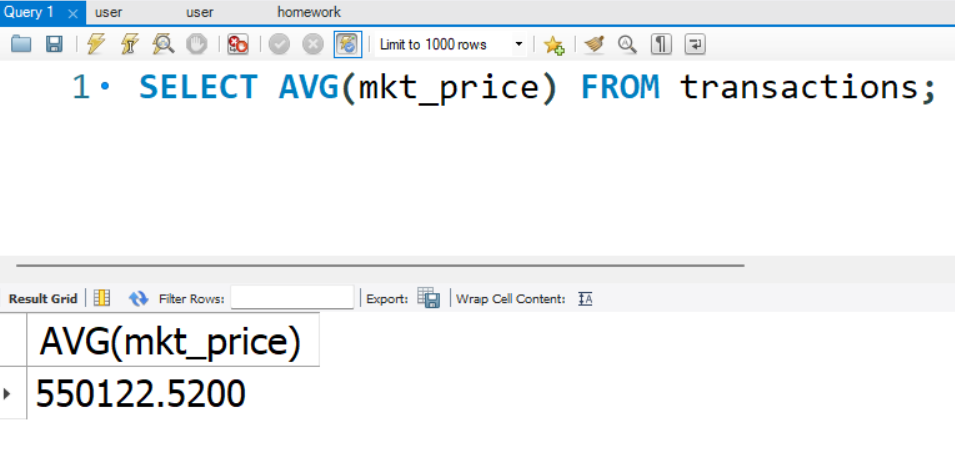 Query 1 × user user homework
Limit to 1000 rows
1 SELECT AVG(mkt_price) FROM transactions;
Result Grid Filter Rows: Export: Wrap Cell Content: IA
AVG(mkt_price)
550122.5200